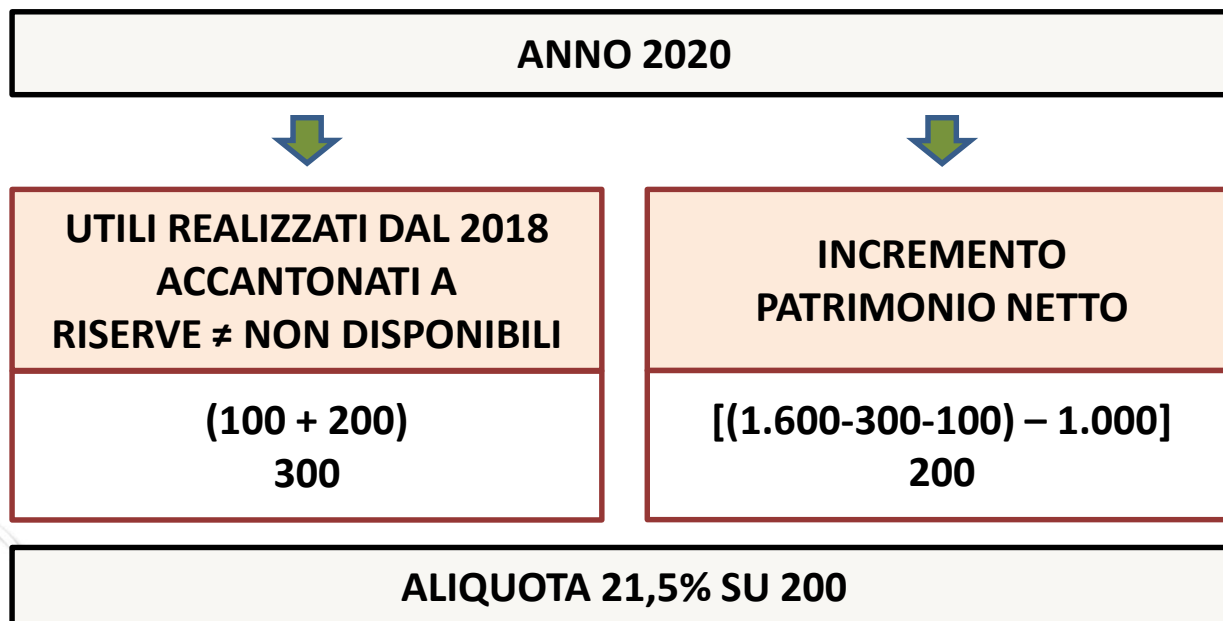 ANNO 2020
UTILI REALIZZATI DAL 2018
ACCANTONATI A
RISERVE ≠ NON DISPONIBILI
(100 + 200)
300
INCREMENTO
PATRIMONIO NETTO
[(1.600-300-100) – 1.000]
200
ALIQUOTA 21,5% SU 200